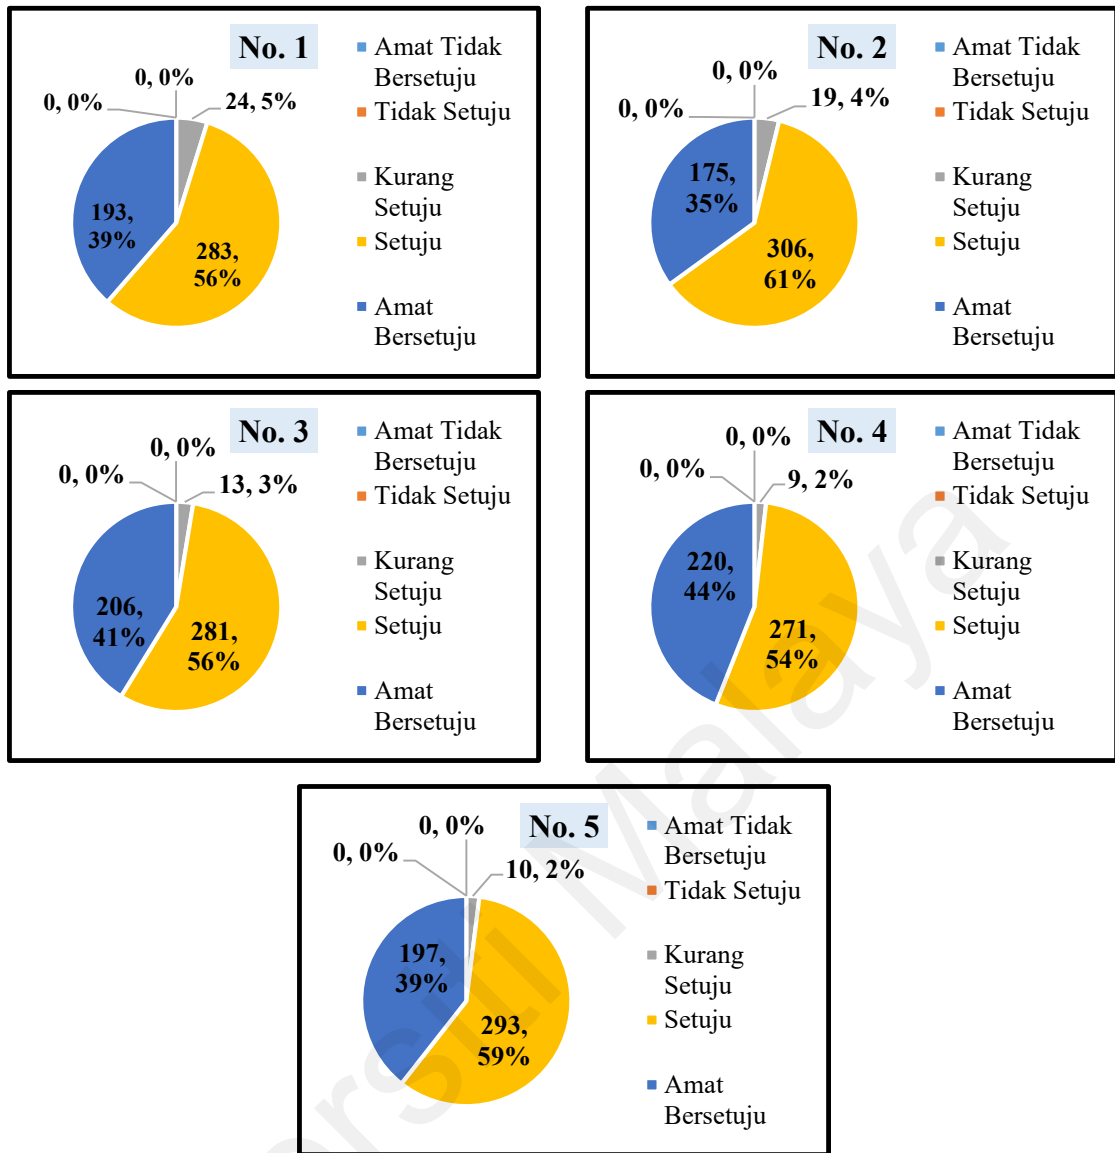 No. 1
0, 0%
0, 0%
24, 5%
193,
39%
283,
56%
Amat Tidak
Bersetuju
Tidak Setuju
Kurang
Setuju
Setuju
Amat
Bersetuju
No. 2
0, 0%
0, 0%
19, 4%
175,
35%
306,
61%
Amat Tidak
Bersetuju
Tidak Setuju
Kurang
Setuju
Setuju
Amat
Bersetuju
No. 3
0, 0%
0, 0%
13, 3%
206,
41%
281,
56%
Amat Tidak
Bersetuju
Tidak Setuju
Kurang
Setuju
Setuju
Amat
Bersetuju
No. 4
0, 0%
0, 0%
9, 2%
220,
44%
271,
54%
Amat Tidak
Bersetuju
Tidak Setuju
Kurang
Setuju
Setuju
Amat
Bersetuju
No. 5
0, 0%
0, 0%
10, 2%
197,
39%
293,
59%
Amat Tidak
Bersetuju
Tidak Setuju
Kurang
Setuju
Setuju
Amat
Bersetuju
ersiti Malaya